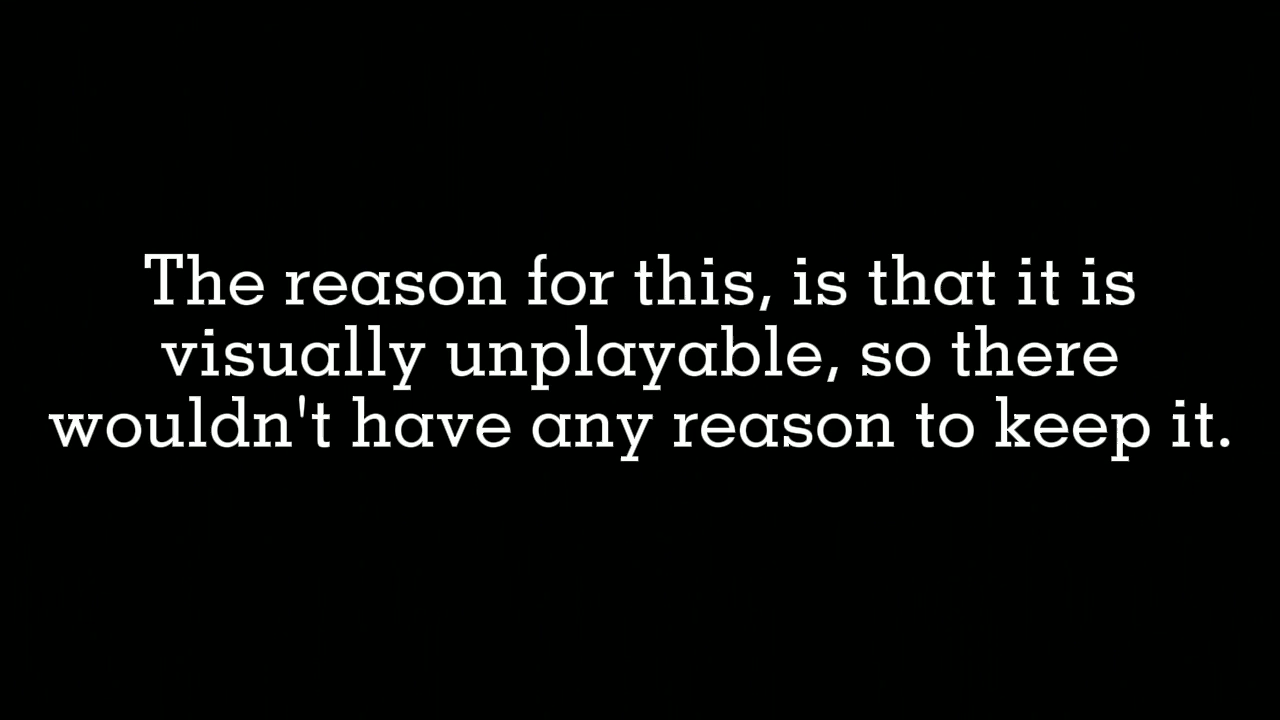 The reason for this, is that it is
visually unplayable, so there
wouldn't have any reason to keep it.